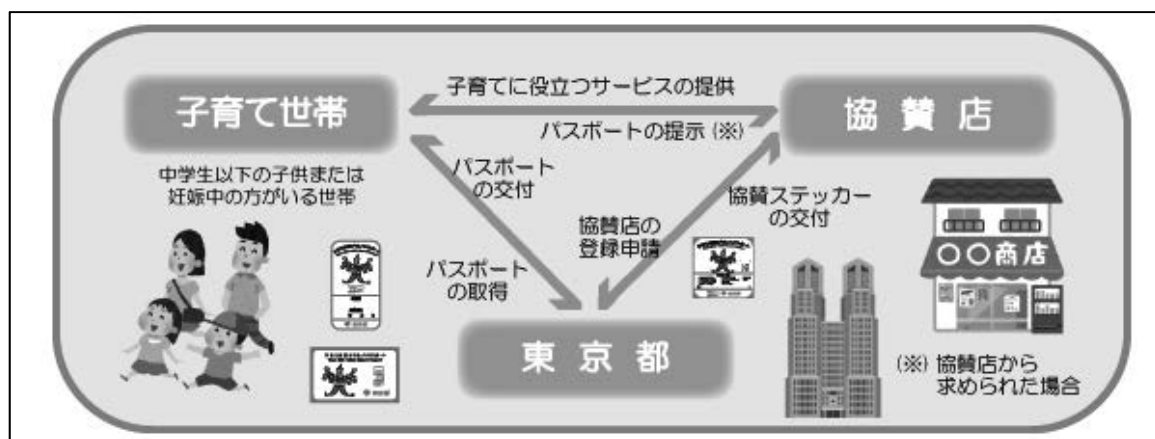 子育てに役立つサービスの提供
子育て世帯
協賛店
パスポートの提示(※)
中学生以下の子供または
妊娠中の方がいる世帯
パスポート
の交付
協賛店の
登録申請
協賛ステッカー
の交付
パスポート
の取得
〇〇商店
東京都
(※) 協賛店から
求められた場合